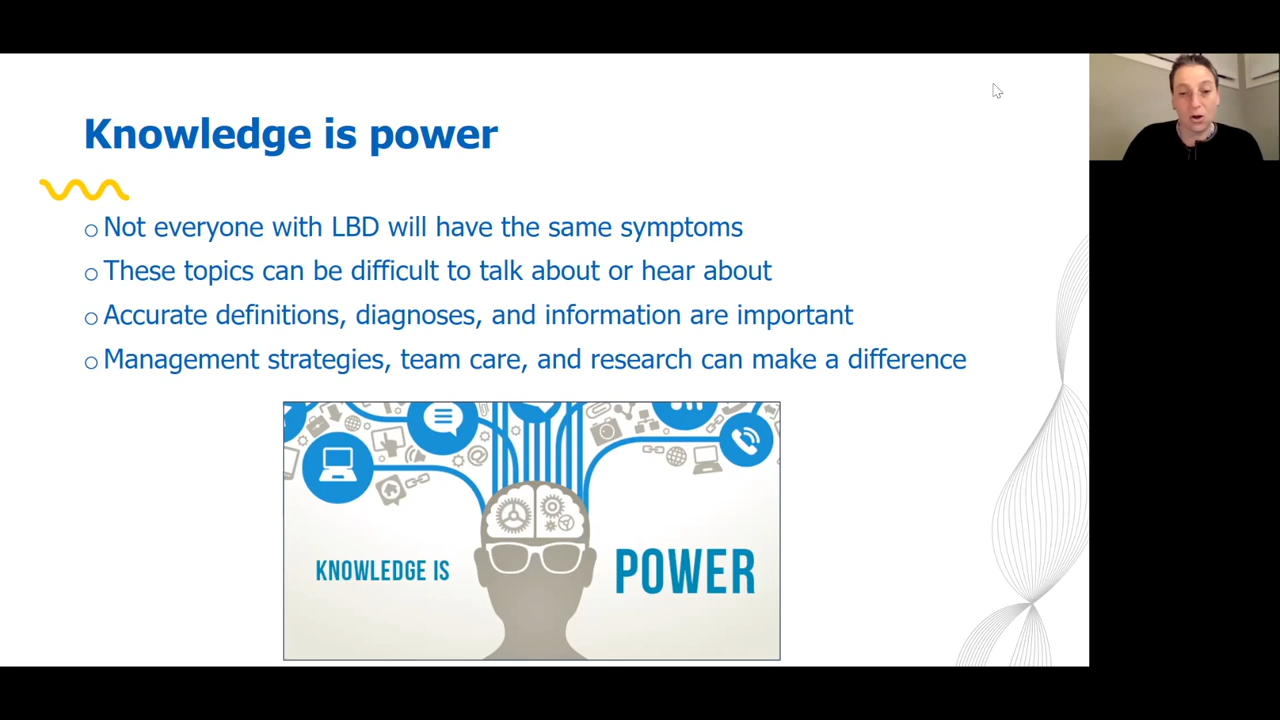 Knowledge is power
Not everyone with LBD will have the same symptoms
These topics can be difficult to talk about or hear about
Accurate definitions, diagnoses, and information are important
Management strategies, team care, and research can make a difference
KNOWLEDGE IS POWER